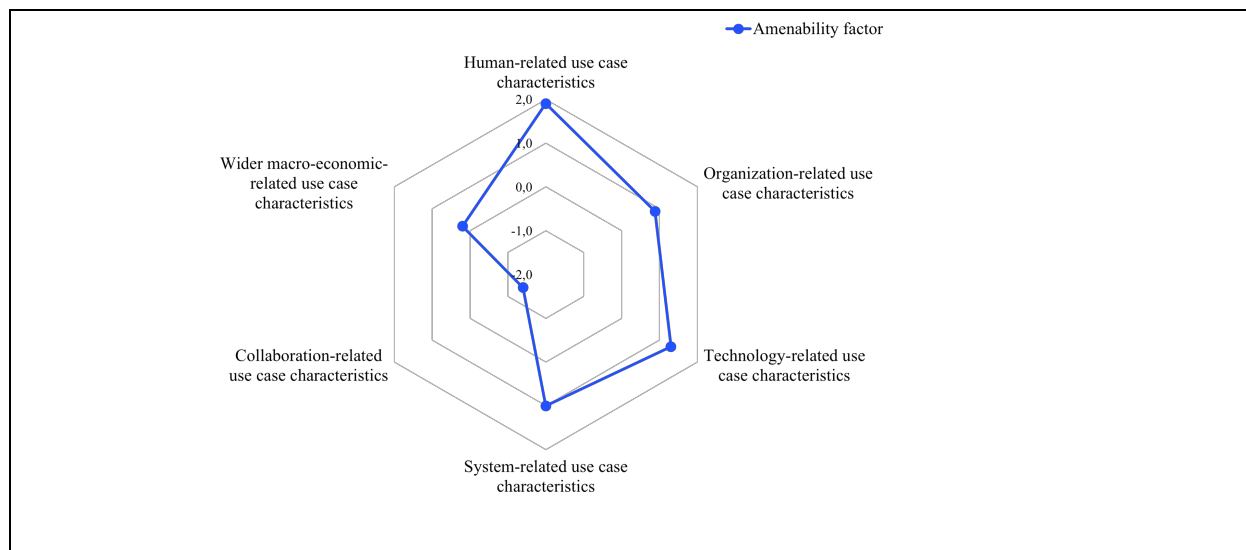 Amenability factor
Human-related use case
characteristics
2,0
1,0
0,0
-1,0
-2,0
Wider macro-economic-
related use case
characteristics
Organization-related use
case characteristics
Collaboration-related
use case characteristics
Technology-related use
case characteristics
System-related use case
characteristics